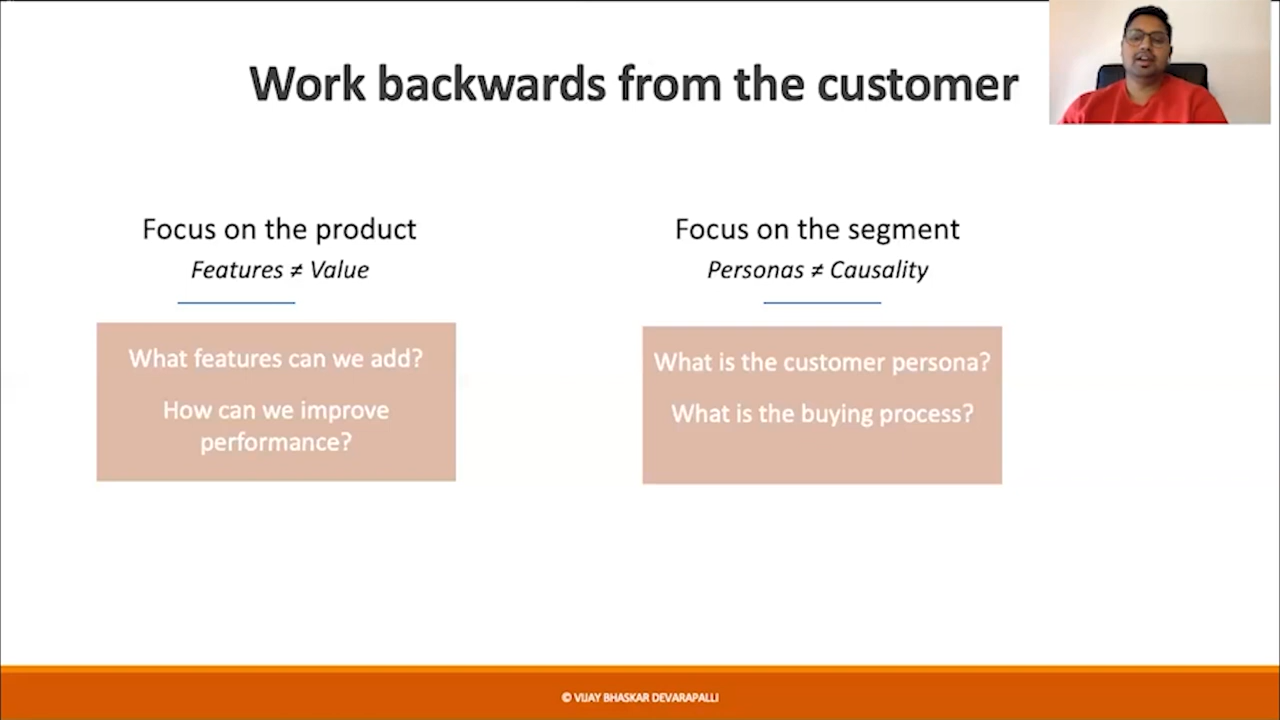 Work backwards from the customer
Focus on the product
Features ≠ Value
What features can we add?
How can we improve
performance?
Focus on the segment
Personas ≠ Causality
What is the customer persona?
What is the buying process?
© VIJAY BHASKAR DEVARAPALLI